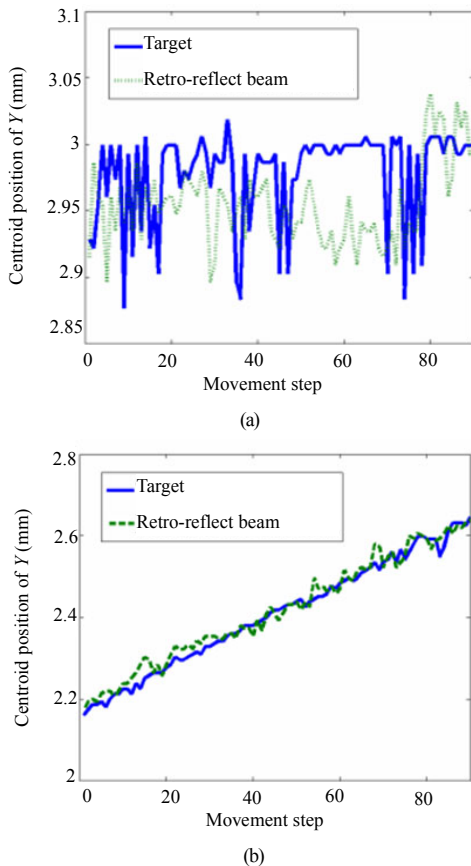 3.1
Target
3.05
Retro-reflect beam
3
2.95
2.9
2.85
Centroid position of Y (mm)
0
20
40
60
80
Movement step
(a)
2.8
Target
Retro-reflect beam
2.6
2.4
2.2
2
Centroid position of Y (mm)
0
20
40
60
80
Movement step
(b)